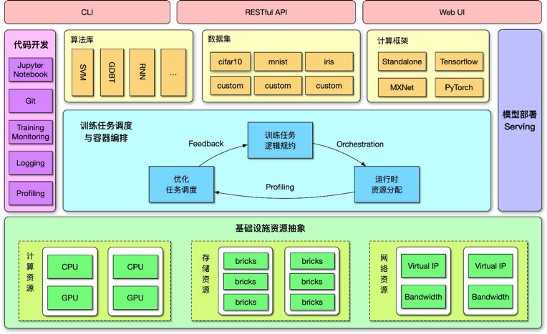 CLI
RESTful API
Web UI
代码开发
Jupyter
Notebook
Git
Training
Monitoring
Logging
Profiling
算法库
SVM
GDBT
RNN
...
数据集
cifar10
mnist
iris
custom
custom
custom
计算框架
Standalone
Tensorflow
MXNet
PyTorch
训练任务调度
与容器编排
Feedback
训练任务
逻辑规约
Orchestration
优化
任务调度
Profiling
运行时
资源分配
模型部署
Serving
基础设施资源抽象
计算资源
CPU
CPU
GPU
GPU
存储资源
bricks
bricks
bricks
bricks
bricks
bricks
网络资源
Virtual IP
Virtual IP
Bandwidth
Bandwidth